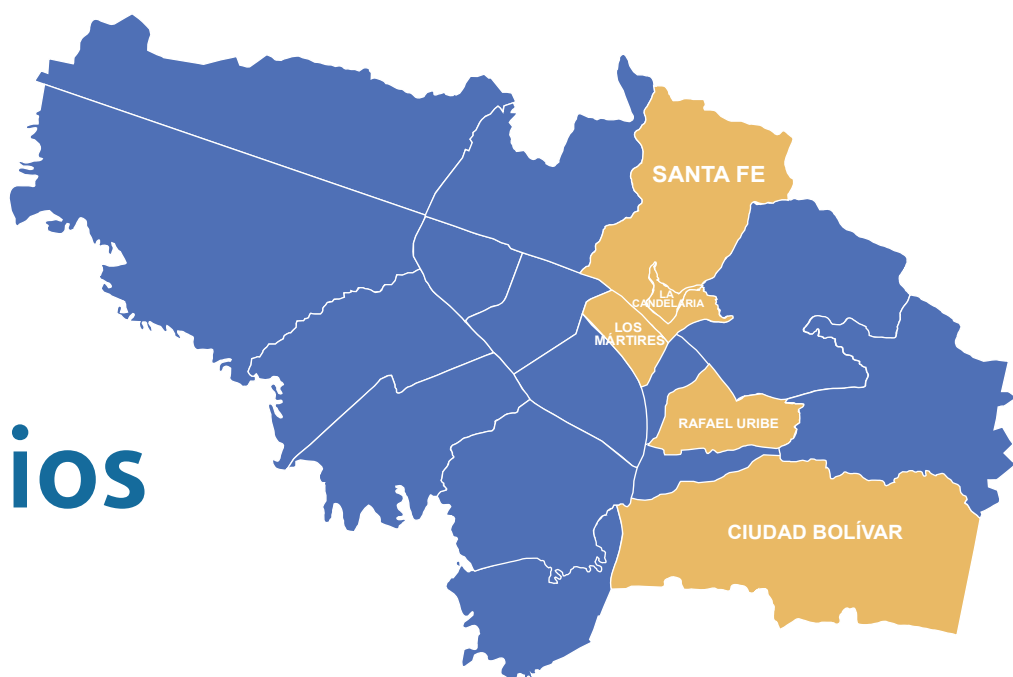 SANTA FE
LA
CANDELARIA
LOS
MÁRTIRES
RAFAEL URIBE
ios
CIUDAD BOLÍVAR